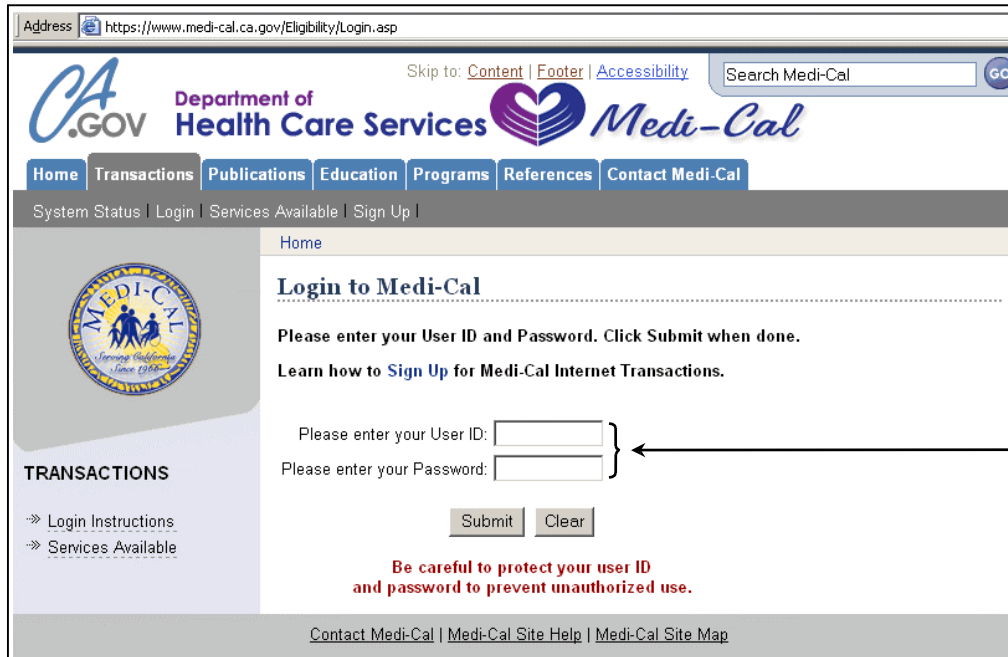 Address https://www.medi-cal.ca.gov/Eligibility/Login.asp
Skip to: Content | Footer | Accessibility
Search Medi-Cal
GO
CA.GOV
Department of
Health Care Services
Medi-Cal
Home Transactions Publications Education Programs References Contact Medi-Cal
System Status | Login | Services Available | Sign Up |
Home
MEDI-CAL
Serving California
Since 1966
Login to Medi-Cal
Please enter your User ID and Password. Click Submit when done.
Learn how to Sign Up for Medi-Cal Internet Transactions.
Please enter your User ID:
Please enter your Password:
Submit Clear
Be careful to protect your user ID
and password to prevent unauthorized use.
TRANSACTIONS
Login Instructions
Services Available
Contact Medi-Cal | Medi-Cal Site Help | Medi-Cal Site Map